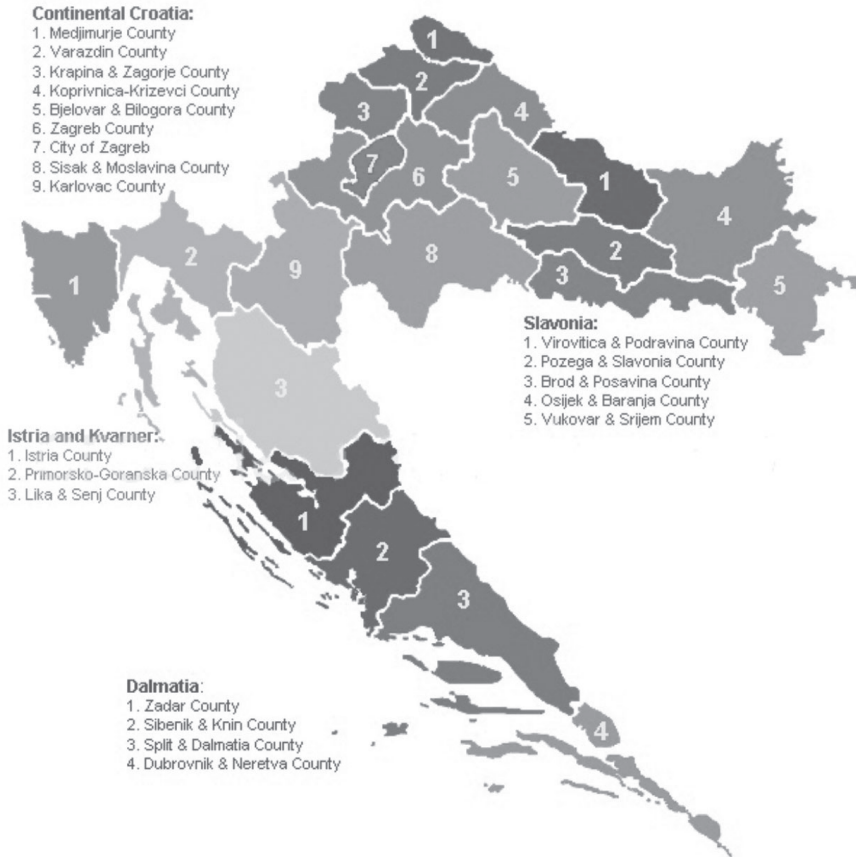 Continental Croatia:
1. Medjimurje County
2. Varazdin County
3. Krapina & Zagorje County
4. Koprivnica-Krizevci County
5. Bjelovar & Bilogora County
6. Zagreb County
7. City of Zagreb
8. Sisak & Moslavina County
9. Karlovac County
1
2
3
4
7
6
5
1
4
2
3
5
1
2
9
8
3
Slavonia:
1. Virovitica & Podravina County
2. Pozega & Slavonia County
3. Brod & Posavina County
4. Osijek & Baranja County
5. Vukovar & Srijem County
Istria and Kvarner:
1. Istria County
2. Primorsko-Goranska County
3. Lika & Senj County
1
2
3
4
Dalmatia:
1. Zadar County
2. Sibenik & Knin County
3. Split & Dalmatia County
4. Dubrovnik & Neretva County